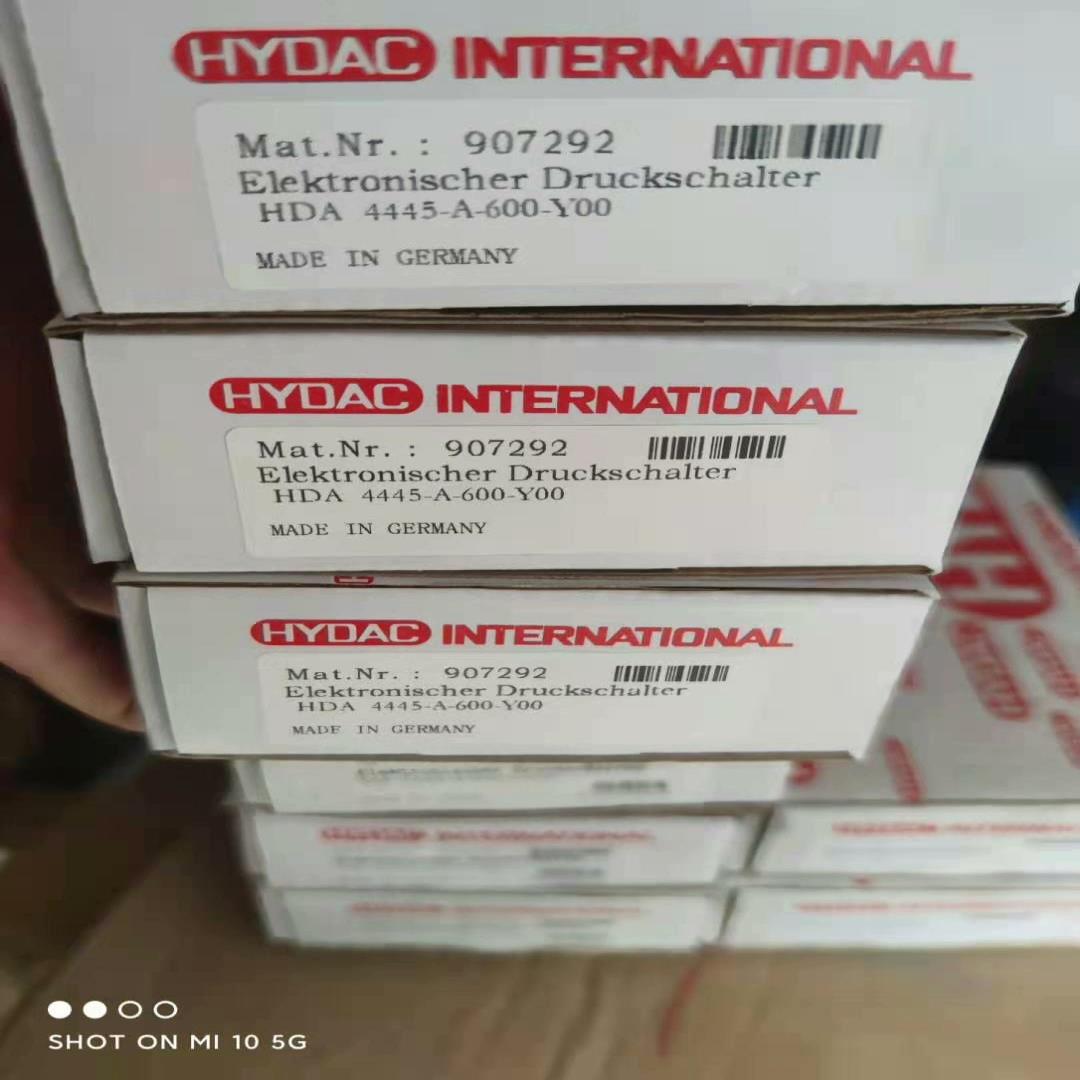 HYDAC INTERNATIONAL
Mat.Nr. : 907292
Elektronischer Druckschalter
HDA 4445-A-600-Y00
MADE IN GERMANY
HYDAC INTERNATIONAL
Mat.Nr. : 907292
Elektronischer Druckschalter
HDA 4445-A-600-Y00
MADE IN GERMANY
HYDAC INTERNATIONAL
Mat.Nr. : 907292
Elektronischer Druckschalter
HDA 4445-A-600-Y00
MADE IN GERMANY
SHOT ON MI 10 5G